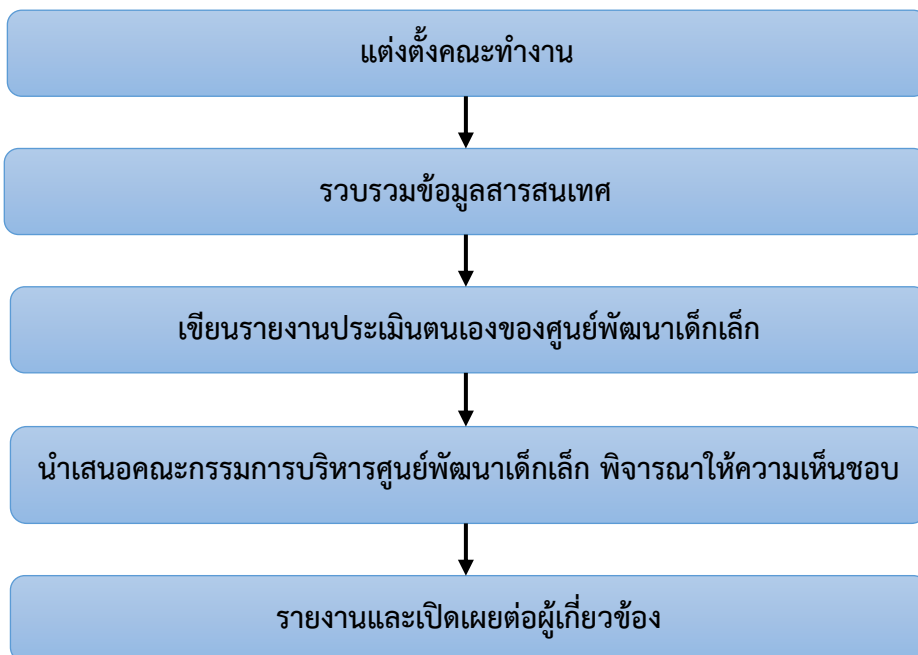 แต่งตั้งคณะทำงาน
รวบรวมข้อมูลสารสนเทศ
เขียนรายงานประเมินตนเองของศูนย์พัฒนาเด็กเล็ก
นำเสนอคณะกรรมการบริหารศูนย์พัฒนาเด็กเล็ก พิจารณาให้ความเห็นชอบ
รายงานและเปิดเผยต่อผู้เกี่ยวข้อง